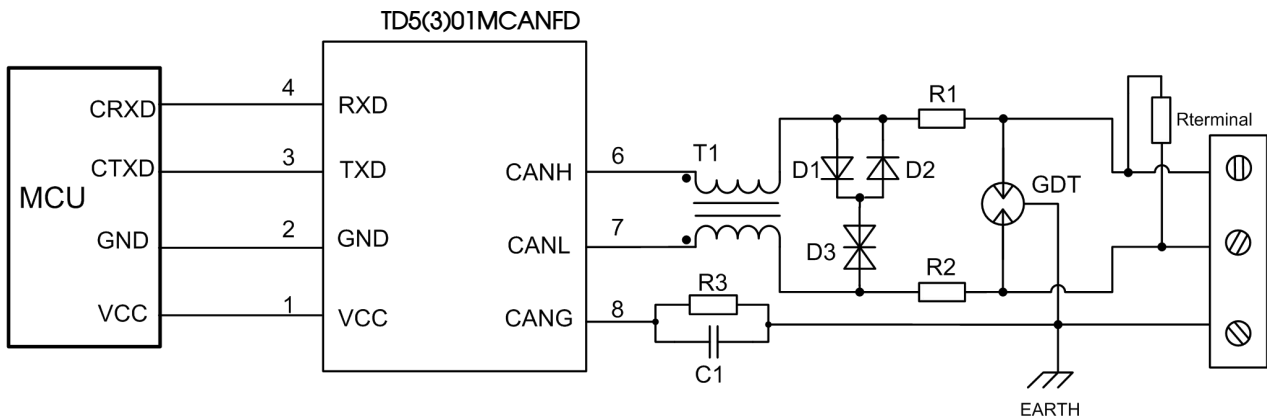 TD5(3)01MCANFD
MCU
CRXD
CTXD
GND
VCC
4
3
2
1
RXD
TXD
GND
VCC
CANH
CANL
CANG
6
7
8
T1
D1
D2
D3
R1
R2
R3
C1
GDT
Rterminal
EARTH